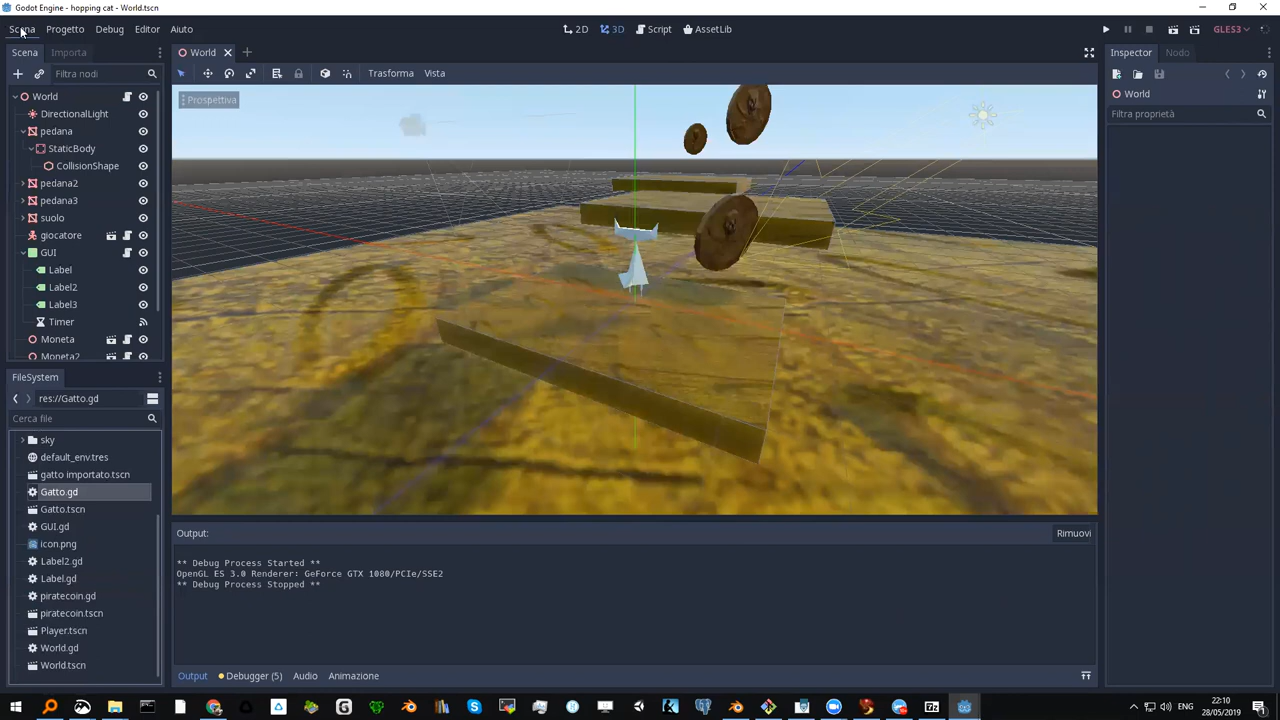 Godot Engine - hopping cat - World.tscn
Scena Progetto Debug Editor Aiuto
2D 3D Script AssetLib
GLES3
Scena Importa
World
Inspector Nodo
Filtra nodi
Trasforma Vista
World
Filtra proprietà
Prospettiva
World
DirectionalLight
pedana
StaticBody
CollisionShape
pedana2
pedana3
suolo
giocatore
GUI
Label
Label2
Label3
Timer
Moneta
Moneta2
FileSystem
res://Gatto.gd
Cerca file
sky
default_env.tres
gatto importato.tscn
Gatto.gd
Gatto.tscn
GUI.gd
icon.png
Label2.gd
Label.gd
piratecoin.gd
piratecoin.tscn
Player.tscn
World.gd
World.tscn
Output:
Rimuovi
** Debug Process Started **
OpenGL ES 3.0 Renderer: GeForce GTX 1080/PCIe/SSE2
** Debug Process Stopped **
Output Debugger (5) Audio Animazione
ENG
22:10
28/05/2019